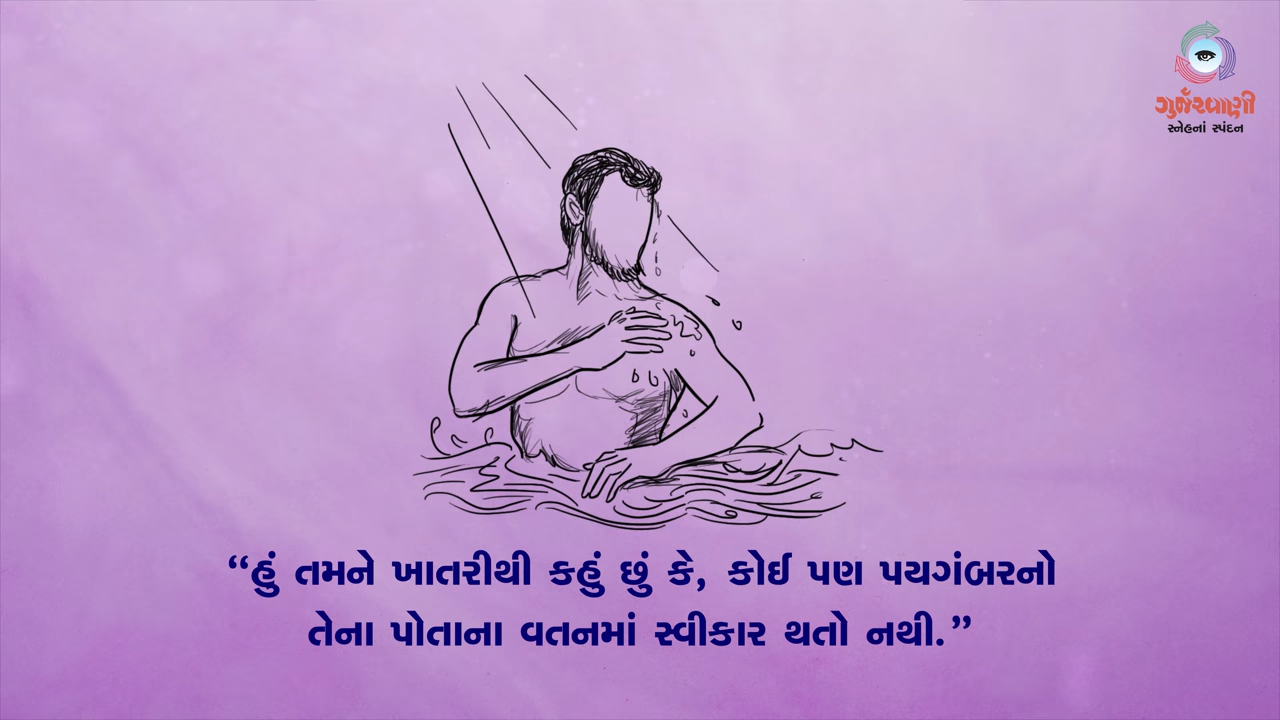 ગુર્જરવાણી
સ્નેહનાં સ્પંદન
“હું તમને ખાતરીથી કહું છું કે, કોઈ પણ પયગંબરનો
તેના પોતાના વતનમાં સ્વીકાર થતો નથી.”